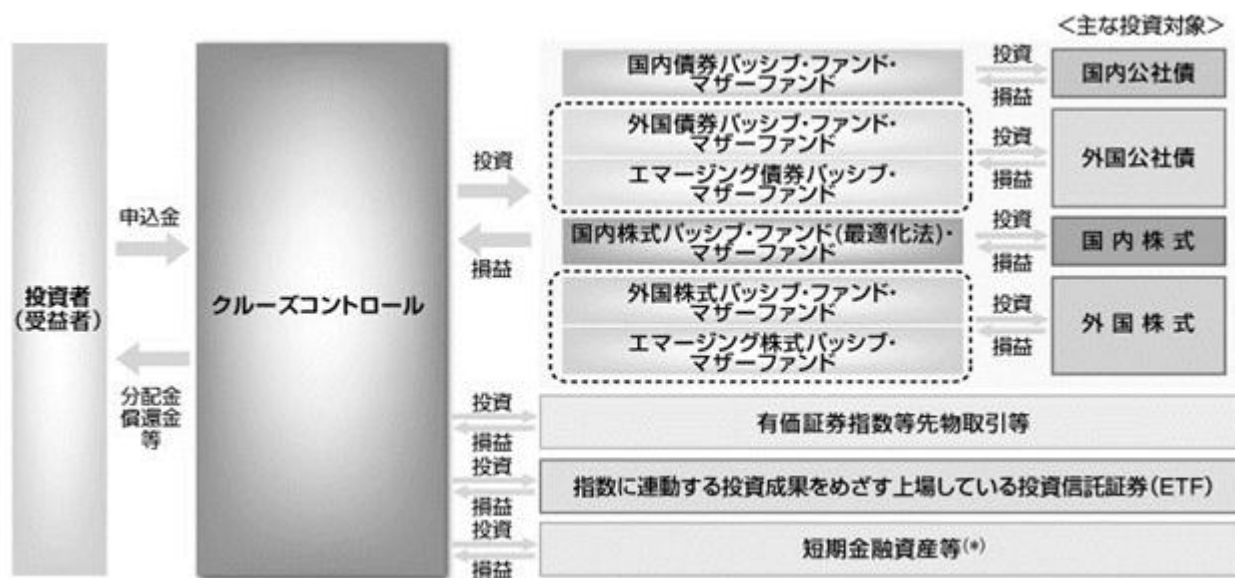 <主な投資対象>
投資者
(受益者)
申込金
分配金
償還金
等
クルーズコントロール
投資
損益
国内債券パッシブ・ファンド・
マザーファンド
投資
損益
国内公社債
外国債券パッシブ・ファンド・
マザーファンド
エマージング債券パッシブ・
マザーファンド
投資
損益
外国公社債
国内株式パッシブ・ファンド(最適化法)・
マザーファンド
投資
損益
国内株式
外国株式パッシブ・ファンド・
マザーファンド
エマージング株式パッシブ・
マザーファンド
投資
損益
外国株式
投資
損益
有価証券指数等先物取引等
投資
損益
指数に連動する投資成果をめざす上場している投資信託証券(ETF)
投資
損益
短期金融資産等(*)